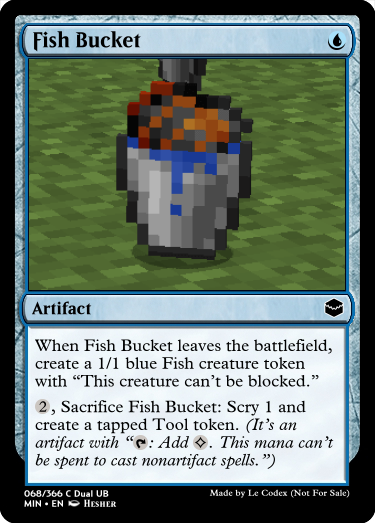 Fish Bucket
Artifact
When Fish Bucket leaves the battlefield,
create a 1/1 blue Fish creature token
with “This creature can’t be blocked.”
2, Sacrifice Fish Bucket: Scry 1 and
create a tapped Tool token. (It’s an
artifact with “: Add . This mana can’t
be spent to cast nonartifact spells.”)
068/366 C Dual UB
MIN • EN Hesher
Made by Le Codex (Not For Sale)